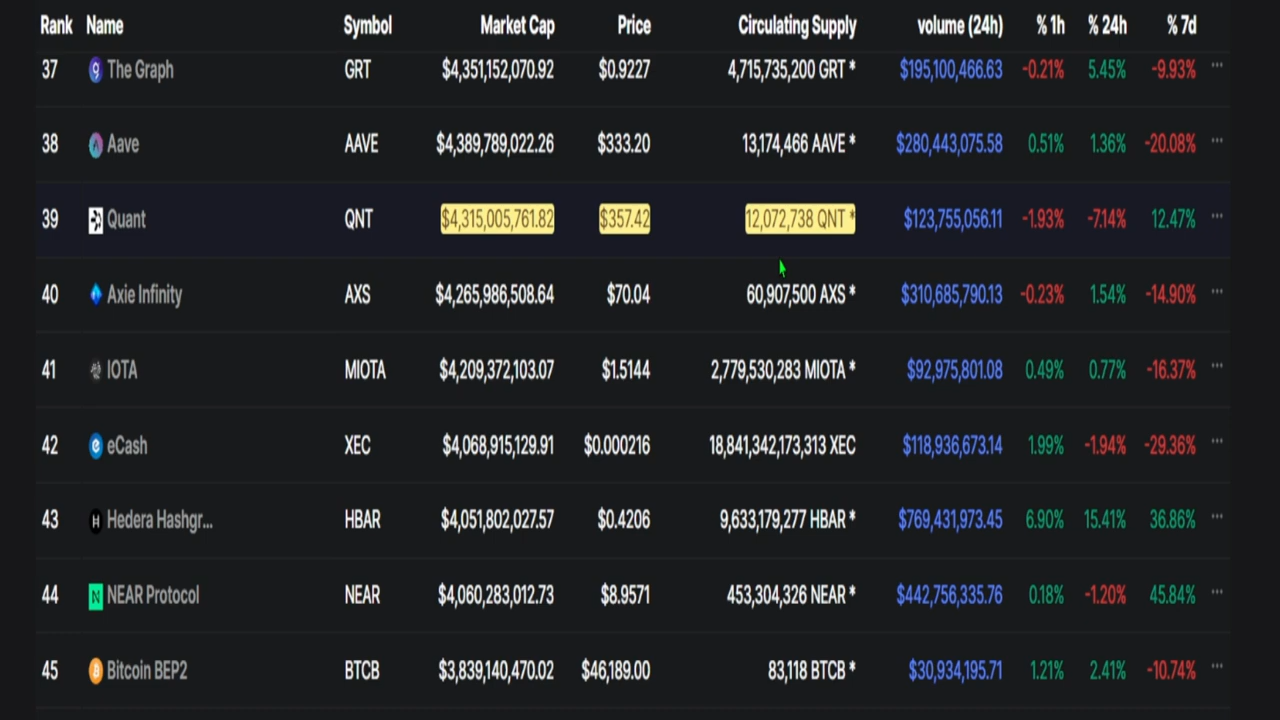 Rank Name Symbol Market Cap Price Circulating Supply volume (24h) % 1h % 24h % 7d
37 The Graph GRT $4,351,152,070.92 $0.9227 4,715,735,200 GRT * $195,100,466.63 -0.21% 5.45% -9.93% ...
38 Aave AAVE $4,389,789,022.26 $333.20 13,174,466 AAVE * $280,443,075.58 0.51% 1.36% -20.08% ...
39 Quant QNT $4,315,005,761.82 $357.42 12,072,738 QNT * $123,755,056.11 -1.93% -7.14% 12.47% ...
40 Axie Infinity AXS $4,265,986,508.64 $70.04 60,907,500 AXS * $310,685,790.13 -0.23% 1.54% -14.90% ...
41 IOTA MIOTA $4,209,372,103.07 $1.5144 2,779,530,283 MIOTA * $92,975,801.08 0.49% 0.77% -16.37% ...
42 eCash XEC $4,068,915,129.91 $0.000216 18,841,342,173,313 XEC $118,936,673.14 1.99% -1.94% -29.36% ...
43 Hedera Hashgr... HBAR $4,051,802,027.57 $0.4206 9,633,179,277 HBAR * $769,431,973.45 6.90% 15.41% 36.86% ...
44 NEAR Protocol NEAR $4,060,283,012.73 $8.9571 453,304,326 NEAR * $442,756,335.76 0.18% -1.20% 45.84% ...
45 Bitcoin BEP2 BTCB $3,839,140,470.02 $46,189.00 83,118 BTCB * $30,934,195.71 1.21% 2.41% -10.74% ...